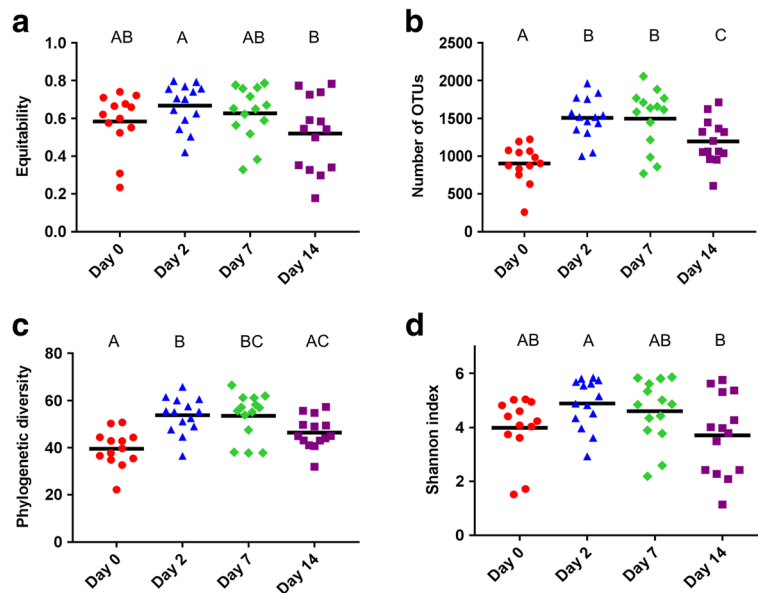 a
AB A AB B
Equitability
1.0
0.8
0.6
0.4
0.2
0.0
Day 0 Day 2 Day 7 Day 14
b
A B B C
Number of OTUs
2500
2000
1500
1000
500
0
Day 0 Day 2 Day 7 Day 14
c
A B BC AC
Phylogenetic diversity
80
60
40
20
0
Day 0 Day 2 Day 7 Day 14
d
AB A AB B
Shannon index
6
4
2
0
Day 0 Day 2 Day 7 Day 14